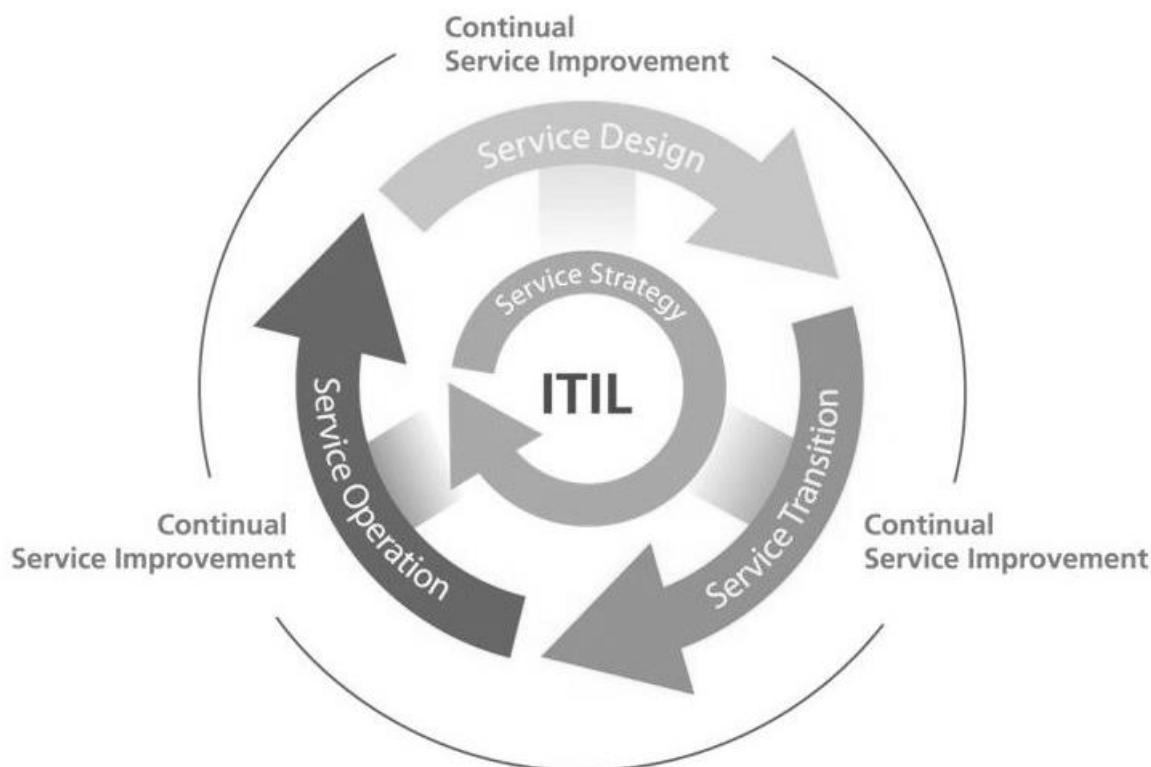 Continual
Service Improvement
Service Design
Service Strategy
ITIL
Service Transition
Service Operation
Continual
Service Improvement
Continual
Service Improvement